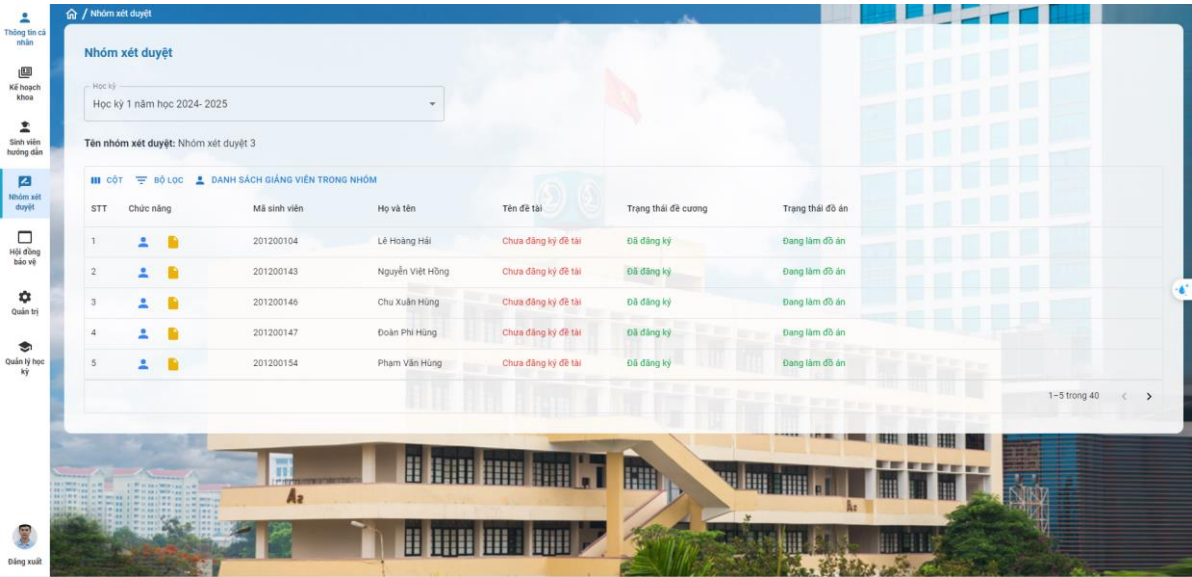 Nhóm xét duyệt
Thông tin cá
nhân
Kế hoạch
khoa
Sinh viên
hướng dẫn
Nhóm xét
duyệt
Hội đồng
bảo vệ
Quản trị
Quản lý học
kỳ
Đăng xuất
/ Nhóm xét duyệt
Học kỳ
Học kỳ 1 năm học 2024- 2025
Tên nhóm xét duyệt: Nhóm xét duyệt 3
CỘT BỘ LỌC DANH SÁCH GIẢNG VIÊN TRONG NHÓM
STT Chức năng Mã sinh viên Họ và tên Tên đề tài Trạng thái đề cương Trạng thái đồ án
1 201200104 Lê Hoàng Hải Chưa đăng ký đề tài Đã đăng ký Đang làm đồ án
2 201200143 Nguyễn Việt Hồng Chưa đăng ký đề tài Đã đăng ký Đang làm đồ án
3 201200146 Chu Xuân Hùng Chưa đăng ký đề tài Đã đăng ký Đang làm đồ án
4 201200147 Đoàn Phi Hùng Chưa đăng ký đề tài Đã đăng ký Đang làm đồ án
5 201200154 Phạm Văn Hùng Chưa đăng ký đề tài Đã đăng ký Đang làm đồ án
1–5 trong 40
A2